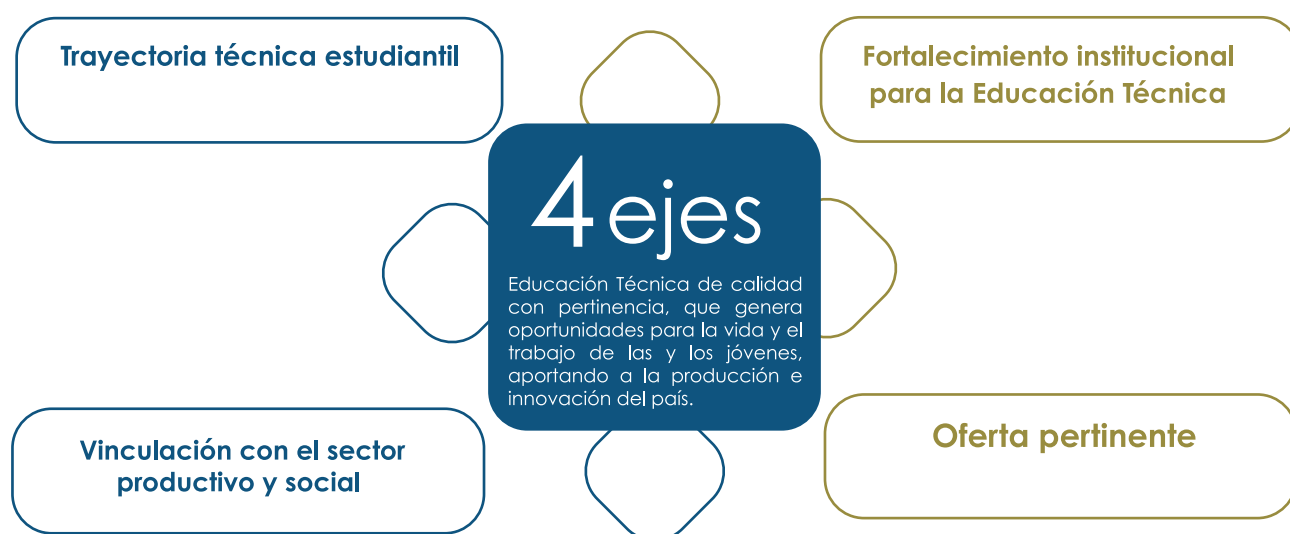 Trayectoria técnica estudiantil
Fortalecimiento institucional
para la Educación Técnica
4 ejes
Educación Técnica de calidad
con pertinencia, que genera
oportunidades para la vida y el
trabajo de las y los jóvenes,
aportando a la producción e
innovación del país.
Vinculación con el sector
productivo y social
Oferta pertinente